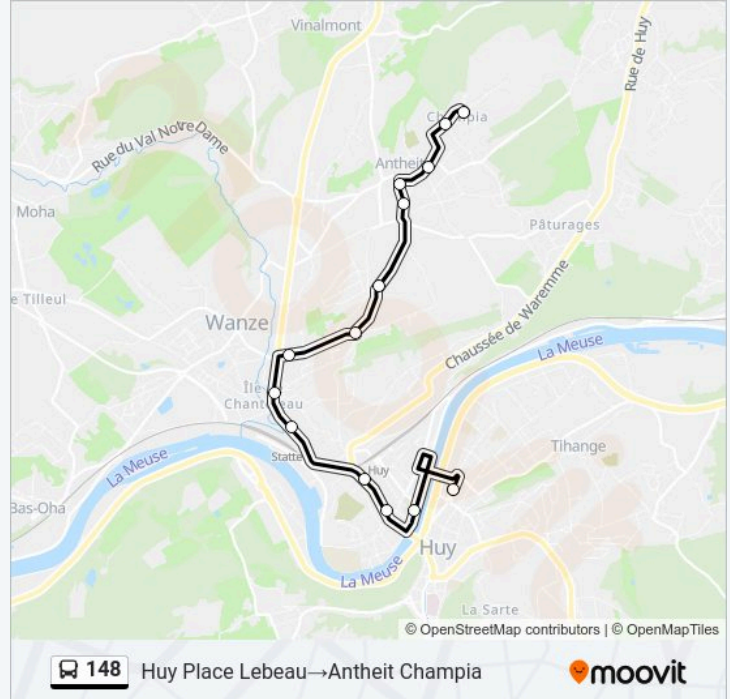 Vinalmont
Rue de Huy
Champia
Rue du Val Notre-Dame
Antheit
Moha
Pâturages
e Tilleul
Chaussée de Waremme
Wanze
La Meuse
Île
Chanteleau
Tihange
Statte
Huy
La Meuse
Bas-Oha
Huy
La Meuse
La Sarte
© OpenStreetMap contributors | © OpenMapTiles
148 Huy Place Lebeau→Antheit Champia moovit